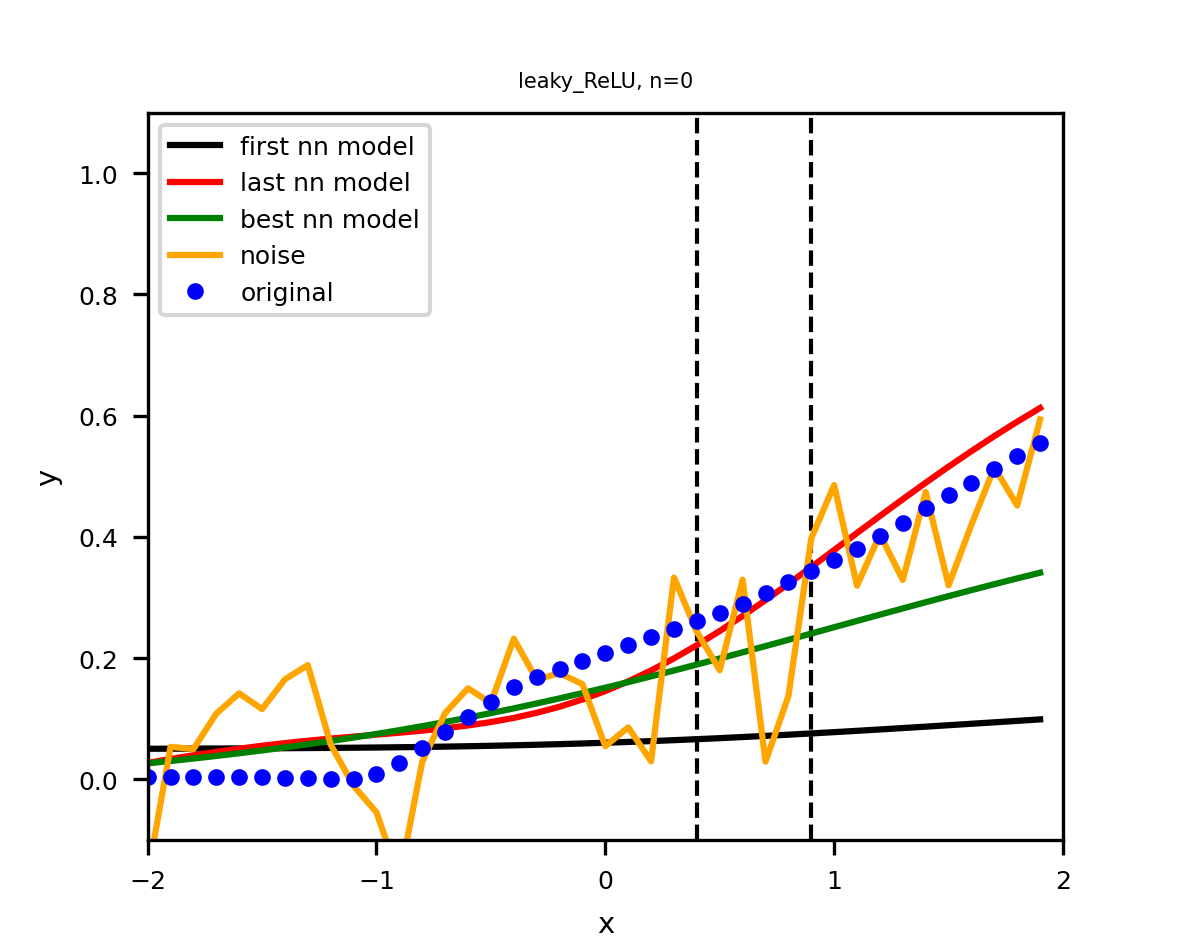 leaky_ReLU, n=0
first nn model
last nn model
best nn model
noise
original
1.0
0.8
0.6
0.4
0.2
0.0
y
−2 −1 0 1 2
x